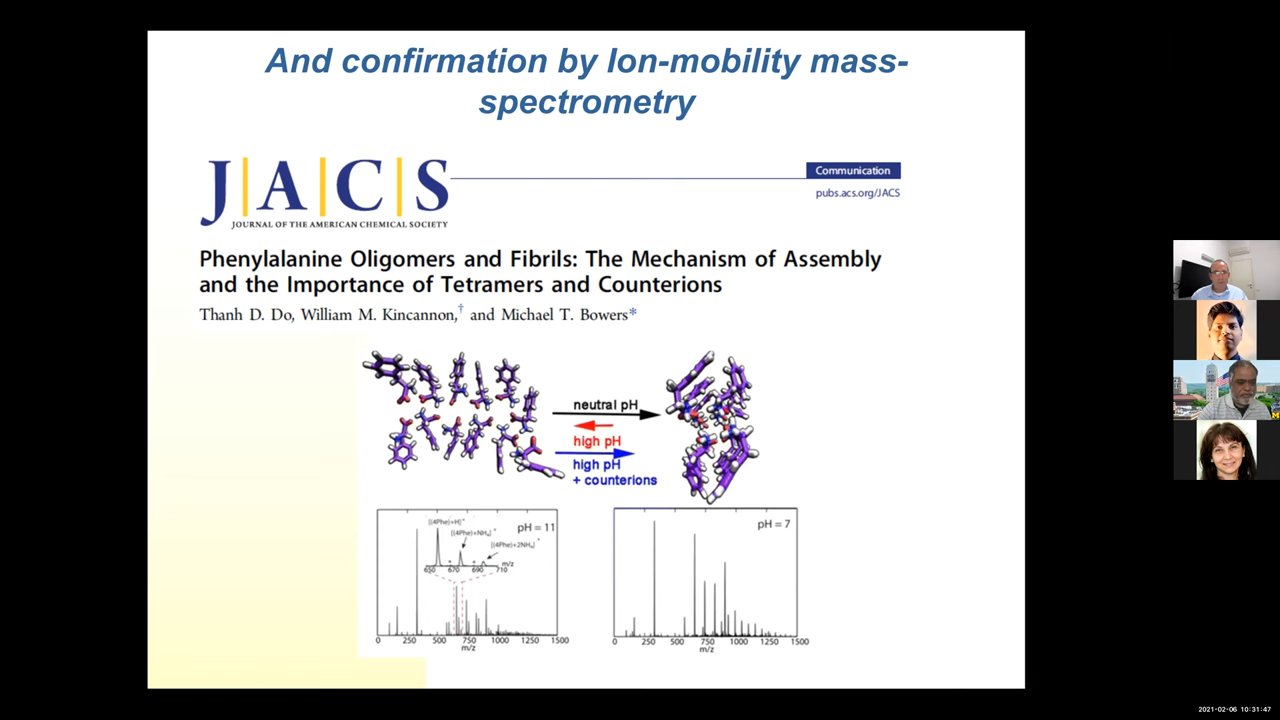 And confirmation by Ion-mobility mass-
spectrometry
J|A|C|S
JOURNAL OF THE AMERICAN CHEMICAL SOCIETY
Communication
pubs.acs.org/JACS
Phenylalanine Oligomers and Fibrils: The Mechanism of Assembly
and the Importance of Tetramers and Counterions
Thanh D. Do, William M. Kincannon,† and Michael T. Bowers*
neutral pH
high pH
high pH
+ counterions
pH = 11
[(4Phe)+H]+
[(4Phe)+NH4]+
[(4Phe)+2NH4]+
650 670 690 710
m/z
0 250 500 750 1000 1250 1500
m/z
pH = 7
0 250 500 750 1000 1250 1500
m/z
M
2021-02-06 10:31:47